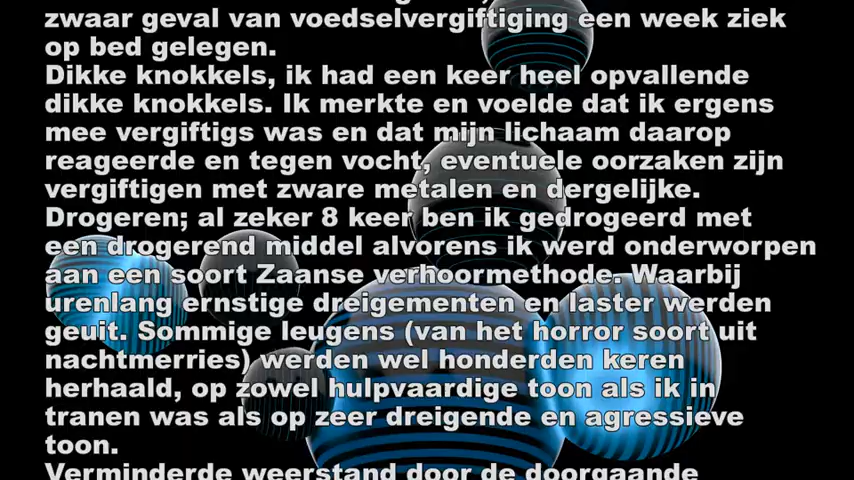 zwaar geval van voedselvergiftiging een week ziek
op bed gelegen.
Dikke knokkels, ik had een keer heel opvallende
dikke knokkels. Ik merkte en voelde dat ik ergens
mee vergiftigs was en dat mijn lichaam daarop
reageerde en tegen vocht, eventuele oorzaken zijn
vergiftigen met zware metalen en dergelijke.
Drogeren; al zeker 8 keer ben ik gedrogeerd met
een drogerend middel alvorens ik werd onderworpen
aan een soort Zaanse verhoormethode. Waarbij
urenlang ernstige dreigementen en laster werden
geuit. Sommige leugens (van het horror soort uit
nachtmerries) werden wel honderden keren
herhaald, op zowel hulpvaardige toon als ik in
tranen was als op zeer dreigende en agressieve
toon.
Verminderde weerstand door de doorgaande